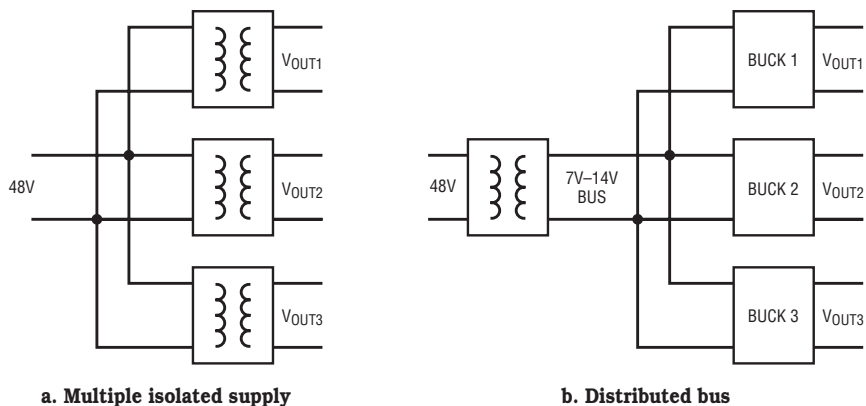 48V
VOUT1
VOUT2
VOUT3
a. Multiple isolated supply
48V
7V–14V
BUS
BUCK 1
VOUT1
BUCK 2
VOUT2
BUCK 3
VOUT3
b. Distributed bus